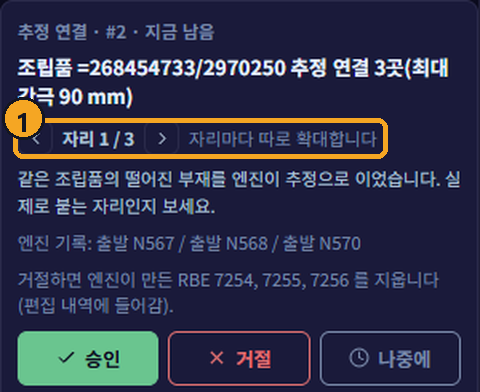 추정 연결 · #2 · 지금 남음
조립품 =268454733/2970250 추정 연결 3곳(최대
간극 90 mm)
1
< 자리 1 / 3 > 자리마다 따로 확대합니다
같은 조립품의 떨어진 부재를 엔진이 추정으로 이었습니다. 실
제로 붙는 자리인지 보세요.
엔진 기록: 출발 N567 / 출발 N568 / 출발 N570
거절하면 엔진이 만든 RBE 7254, 7255, 7256 를 지웁니다
(편집 내역에 들어감).
승인 거절 나중에